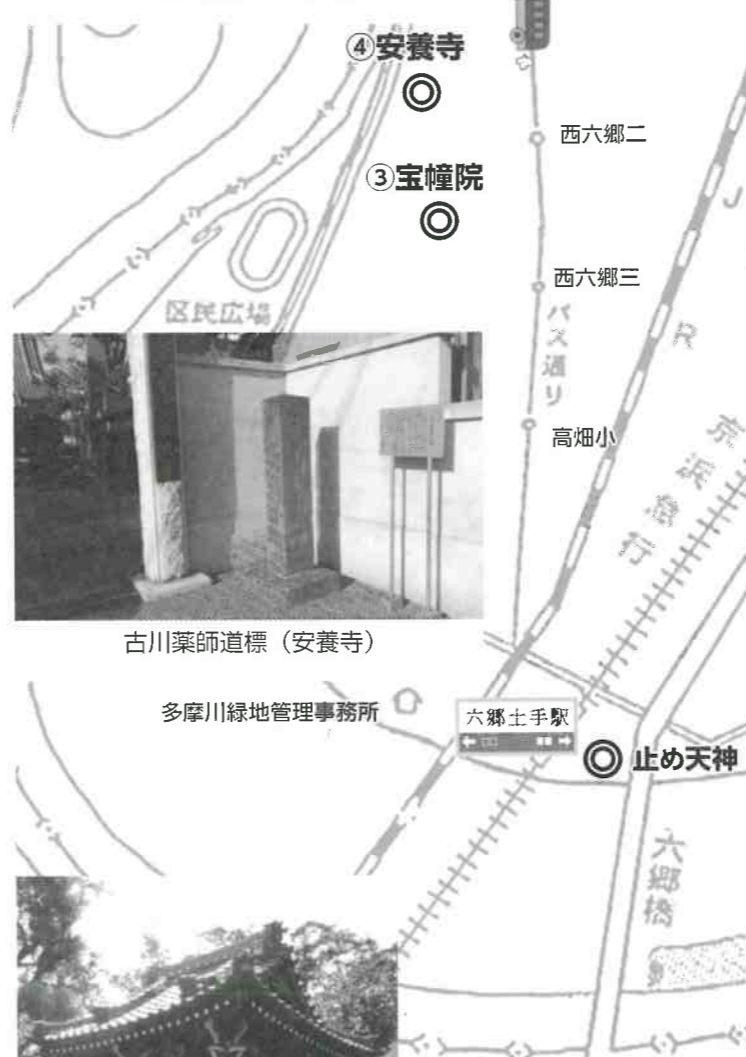 ④安養寺
西六郷二
③宝幢院
西六郷三
区民広場
バス通り
JR
高畑小
京浜急行
古川薬師道標（安養寺）
多摩川緑地管理事務所
六郷土手駅
止め天神
六郷橋